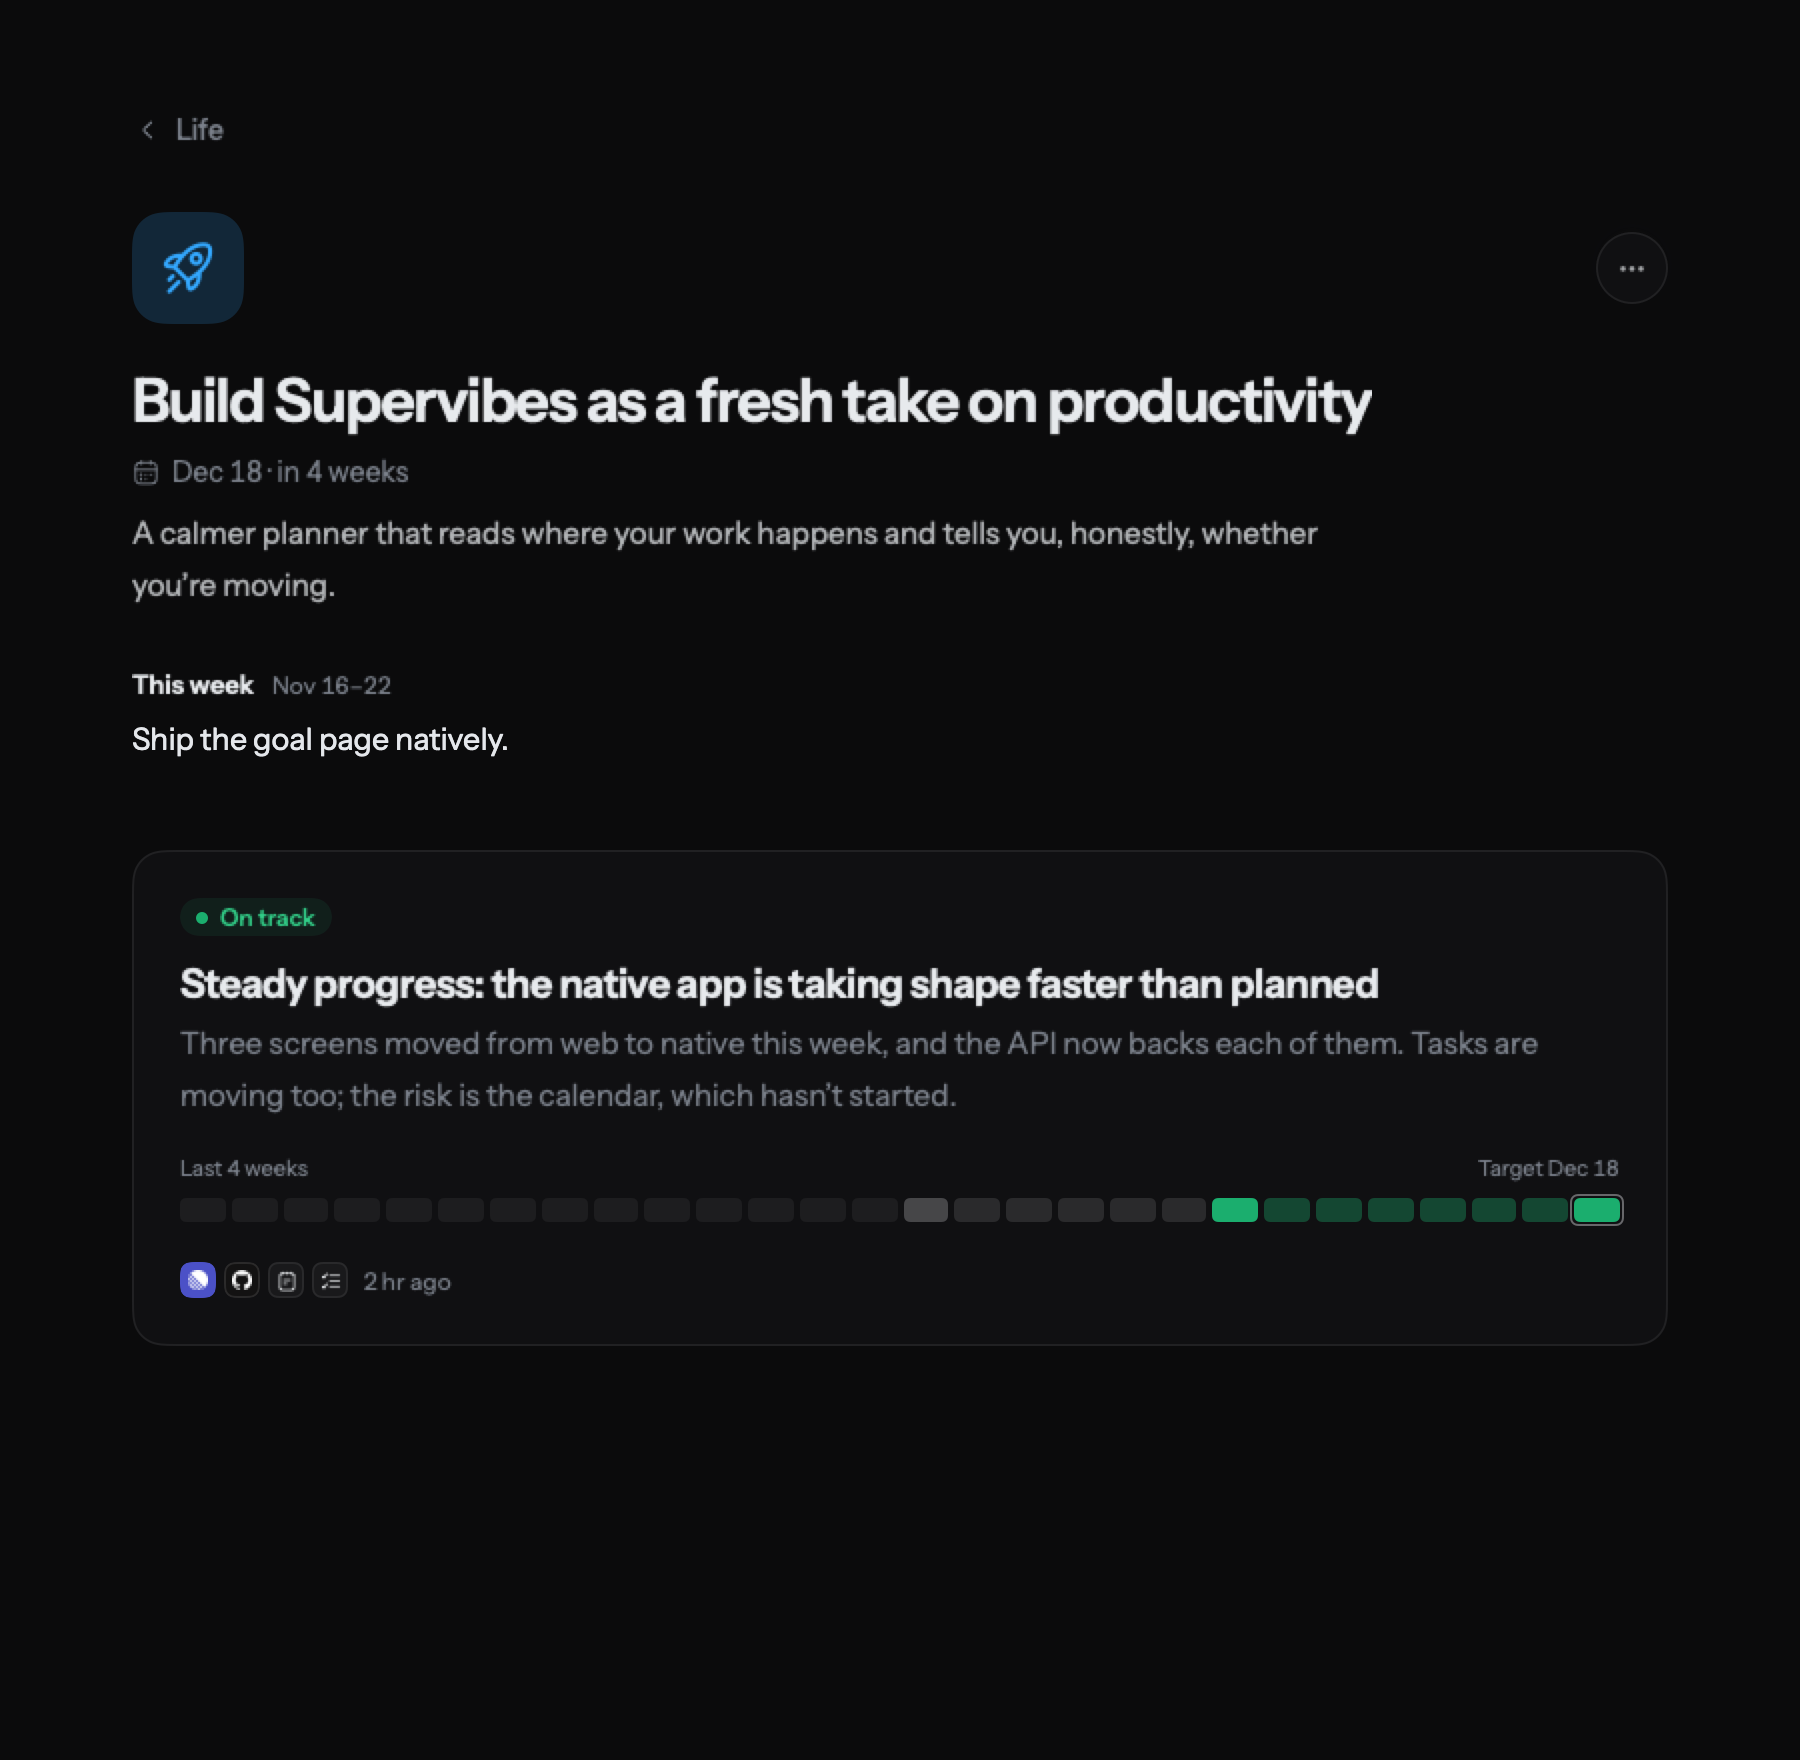 Life
Build Supervibes as a fresh take on productivity
Dec 18 · in 4 weeks
A calmer planner that reads where your work happens and tells you, honestly, whether
you’re moving.
This week Nov 16–22
Ship the goal page natively.
On track
Steady progress: the native app is taking shape faster than planned
Three screens moved from web to native this week, and the API now backs each of them. Tasks are
moving too; the risk is the calendar, which hasn’t started.
Last 4 weeks Target Dec 18
2 hr ago